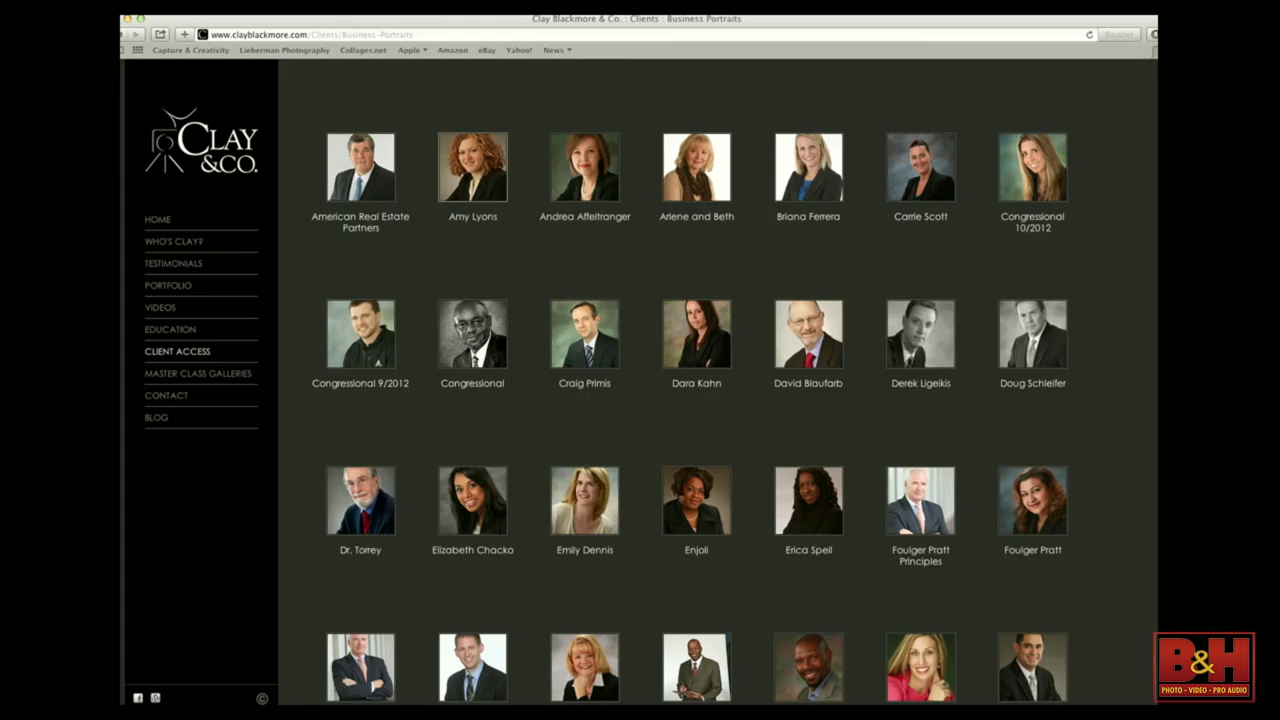 Clay Blackmore & Co. : Clients : Business Portraits
www.clayblackmore.com/Clients/Business-Portraits
Reader
Capture & Creativity Lieberman Photography Collages.net Apple Amazon eBay Yahoo! News
CLAY
&CO.
HOME
WHO'S CLAY?
TESTIMONIALS
PORTFOLIO
VIDEOS
EDUCATION
CLIENT ACCESS
MASTER CLASS GALLERIES
CONTACT
BLOG
American Real Estate
Partners
Amy Lyons
Andrea Affeltranger
Arlene and Beth
Briana Ferrera
Carrie Scott
Congressional
10/2012
Congressional 9/2012
Congressional
Craig Primis
Dara Kahn
David Blaufarb
Derek Ligeikis
Doug Schleifer
Dr. Torrey
Elizabeth Chacko
Emily Dennis
Enjoli
Erica Spell
Foulger Pratt
Principles
Foulger Pratt
f
©
B&H
PHOTO - VIDEO - PRO AUDIO